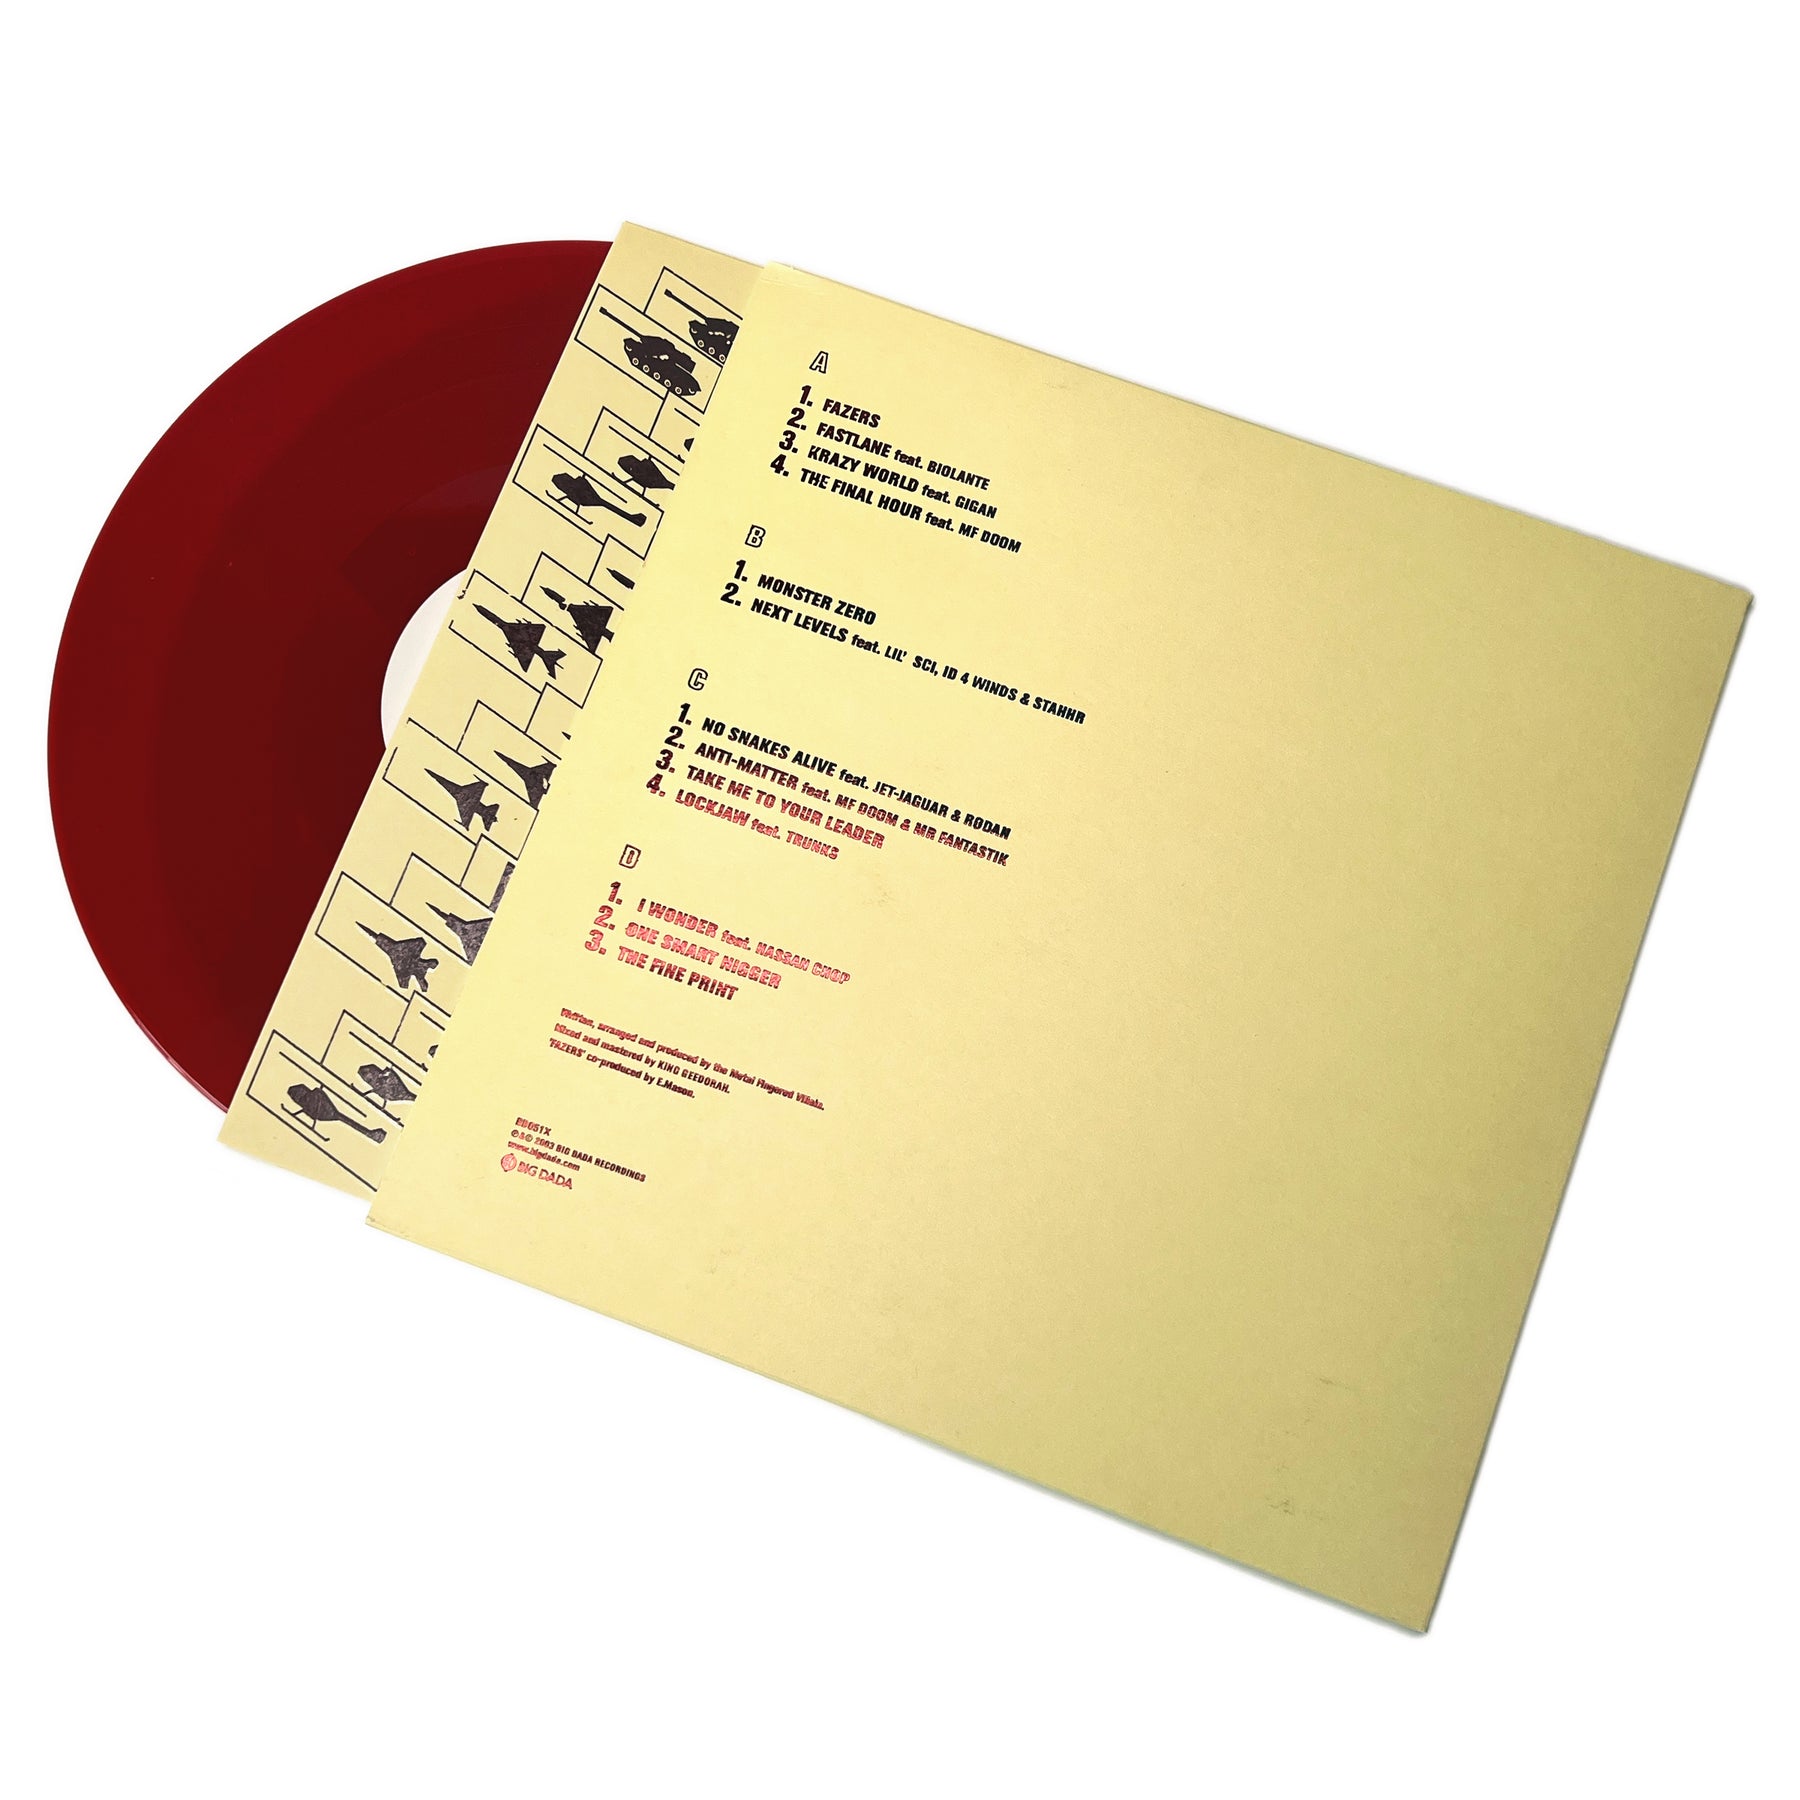 A
1. FAZERS
2. FASTLANE feat. BIOLANTE
3. KRAZY WORLD feat. GIGAN
4. THE FINAL HOUR feat. MF DOOM
B
1. MONSTER ZERO
2. NEXT LEVELS feat. LIL' SCI, ID 4 WINDS & STAHHR
C
1. NO SNAKES ALIVE feat. JET-JAGUAR & RODAN
2. ANTI-MATTER feat. MF DOOM & MR FANTASTIK
3. TAKE ME TO YOUR LEADER
4. LOCKJAW feat. TRUNKS
D
1. I WONDER feat. HASSAN CHOP
2. ONE SMART NIGGER
3. THE FINE PRINT
Written, arranged and produced by the Metal Fingered Villain.
Mixed and mastered by KING GEEDORAH.
'FAZERS' co-produced by E.Mason.
BD051X
℗&© 2003 BIG DADA RECORDINGS
www.bigdada.com
BIG DADA